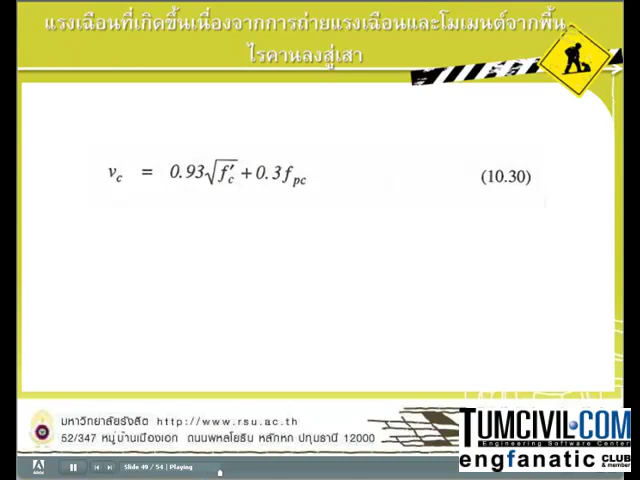 แรงเฉือนที่เกิดขึ้นเนื่องจากการถ่ายแรงเฉือนและโมเมนต์จากพื้น
ไร้คานลงสู่เสา
v_c = 0.93√f'_c + 0.3f_pc (10.30)
มหาวิทยาลัยรังสิต http://www.rsu.ac.th
52/347 หมู่บ้านเมืองเอก ถนนพหลโยธิน หลักหก ปทุมธานี 12000
TUMCIVIL.COM
Engineering Software Center
engfanatic CLUB
& member
Adobe
Slide 49 / 54 | Playing